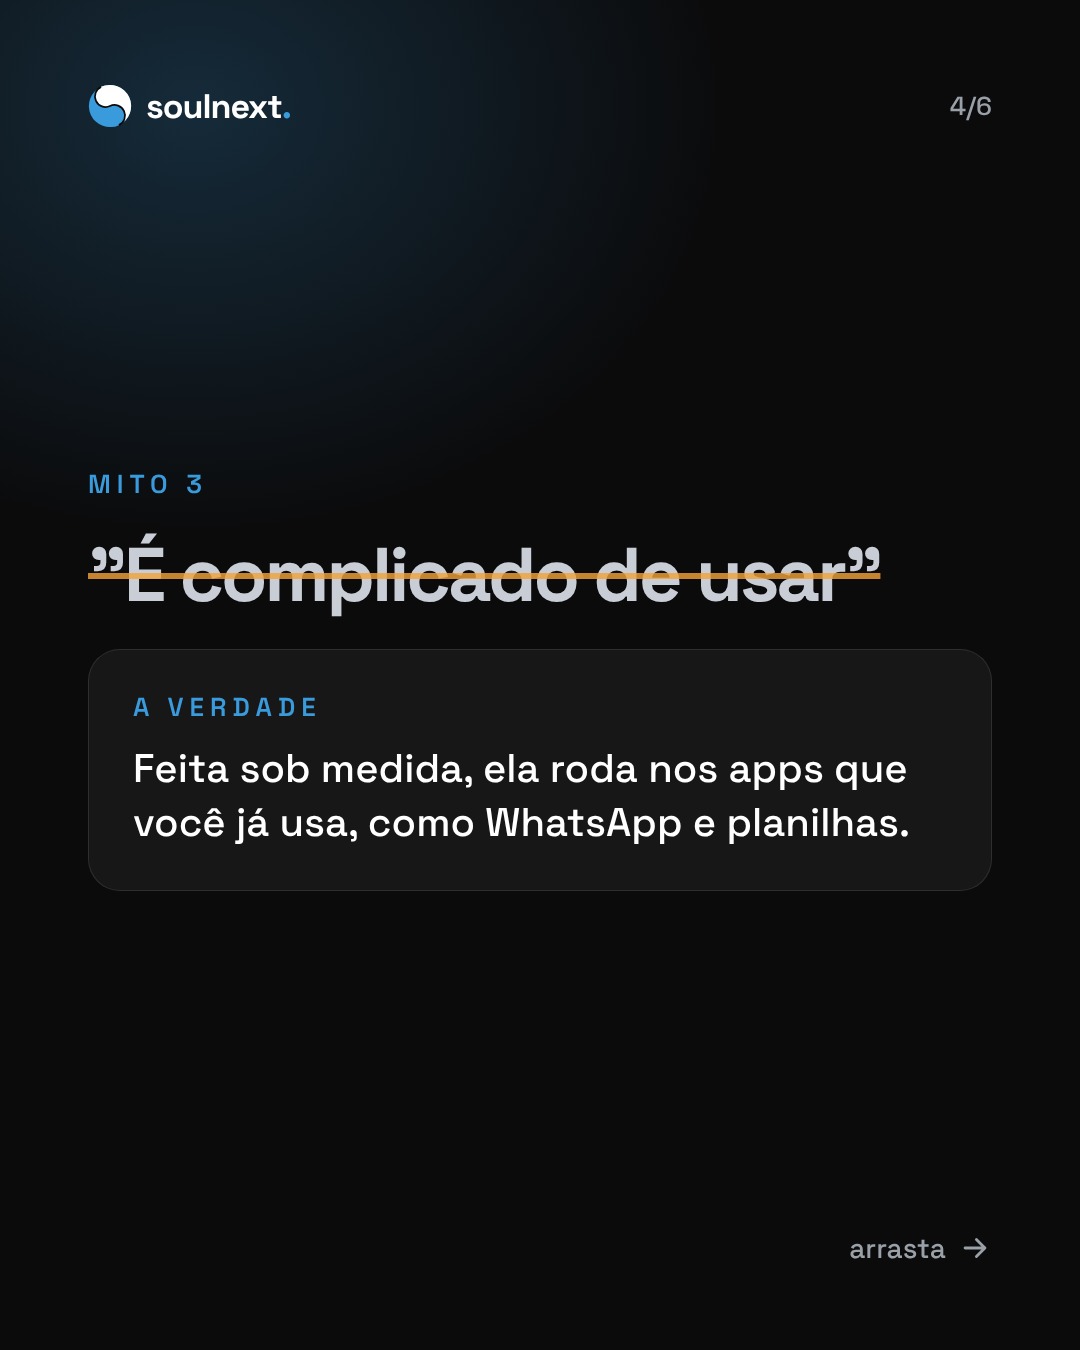 soulnext.
4/6
MITO 3
”É complicado de usar”
A VERDADE
Feita sob medida, ela roda nos apps que
você já usa, como WhatsApp e planilhas.
arrasta →